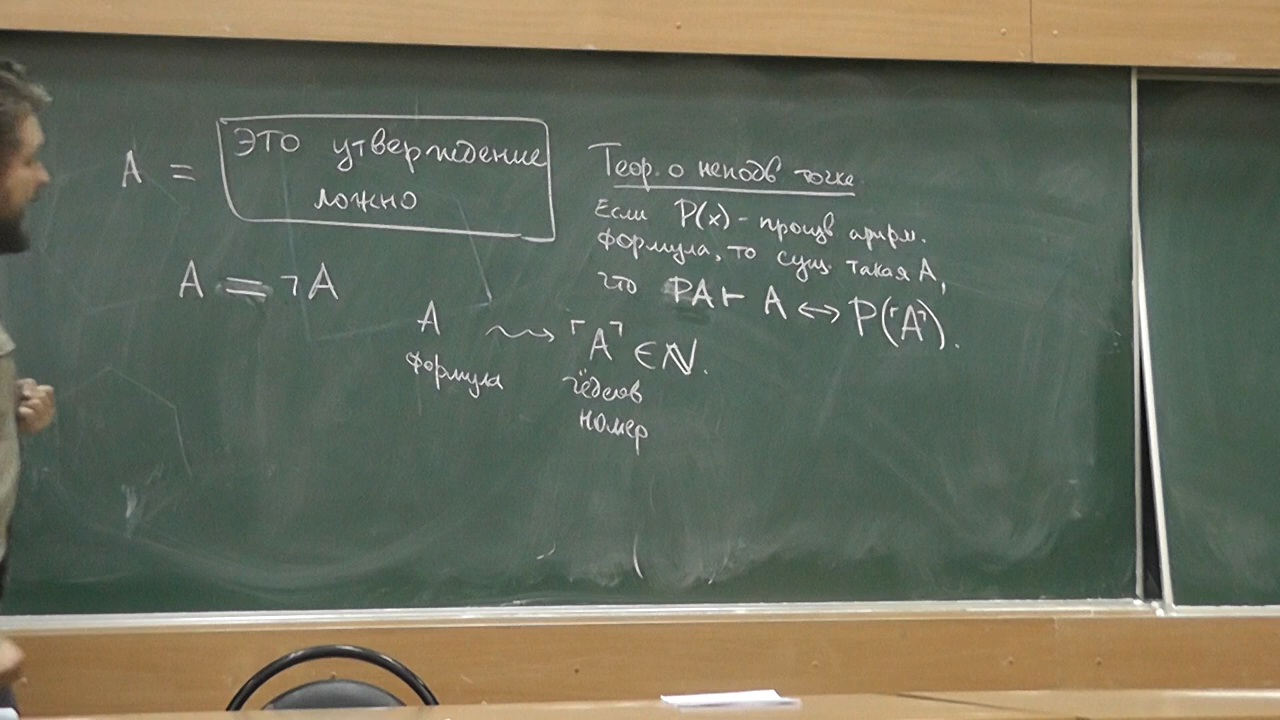 A = это утверждение
ложно
A = ¬A
A ⇝ ⌜A⌝ ∈ ℕ.
формула гёделев
номер
Теор. о неподв точке
Если P(x) - произв арифм.
формула, то сущ. такая A,
что PA ⊢ A ↔ P(⌜A⌝).